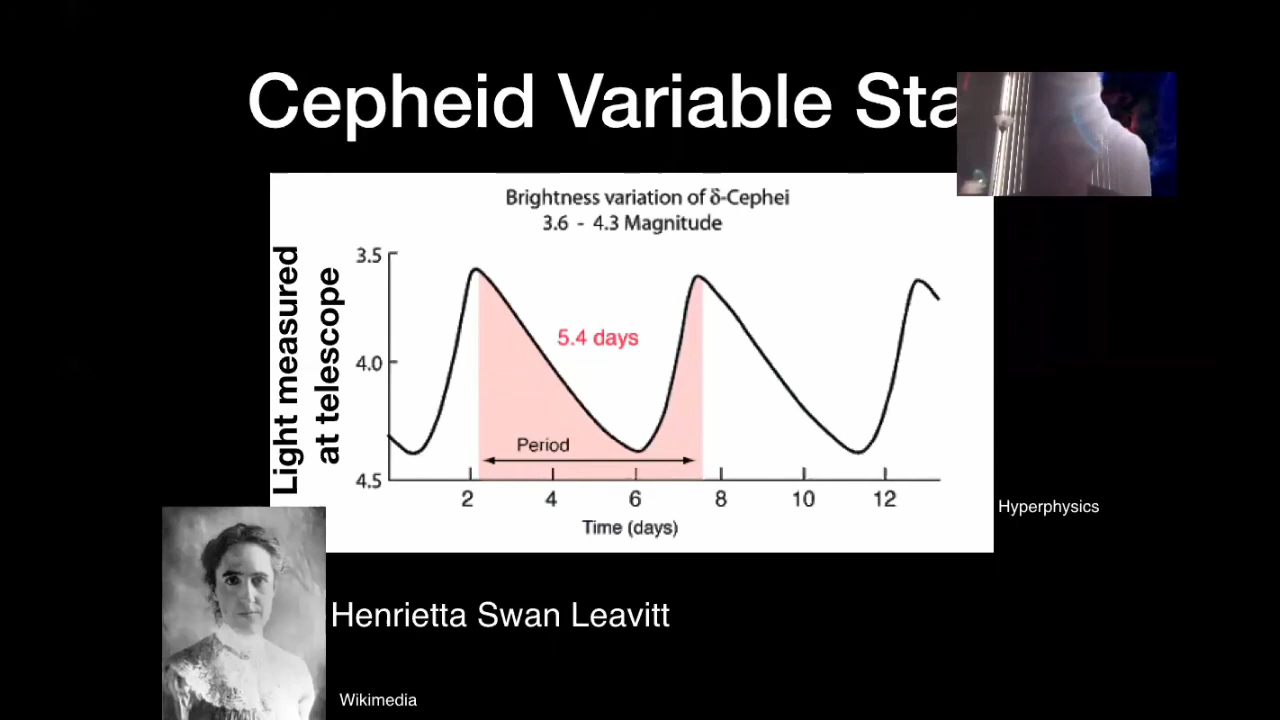 Cepheid Variable Sta
Brightness variation of δ-Cephei
3.6 - 4.3 Magnitude
Light measured
at telescope
3.5
4.0
4.5
5.4 days
Period
2 4 6 8 10 12
Time (days)
Hyperphysics
Henrietta Swan Leavitt
Wikimedia